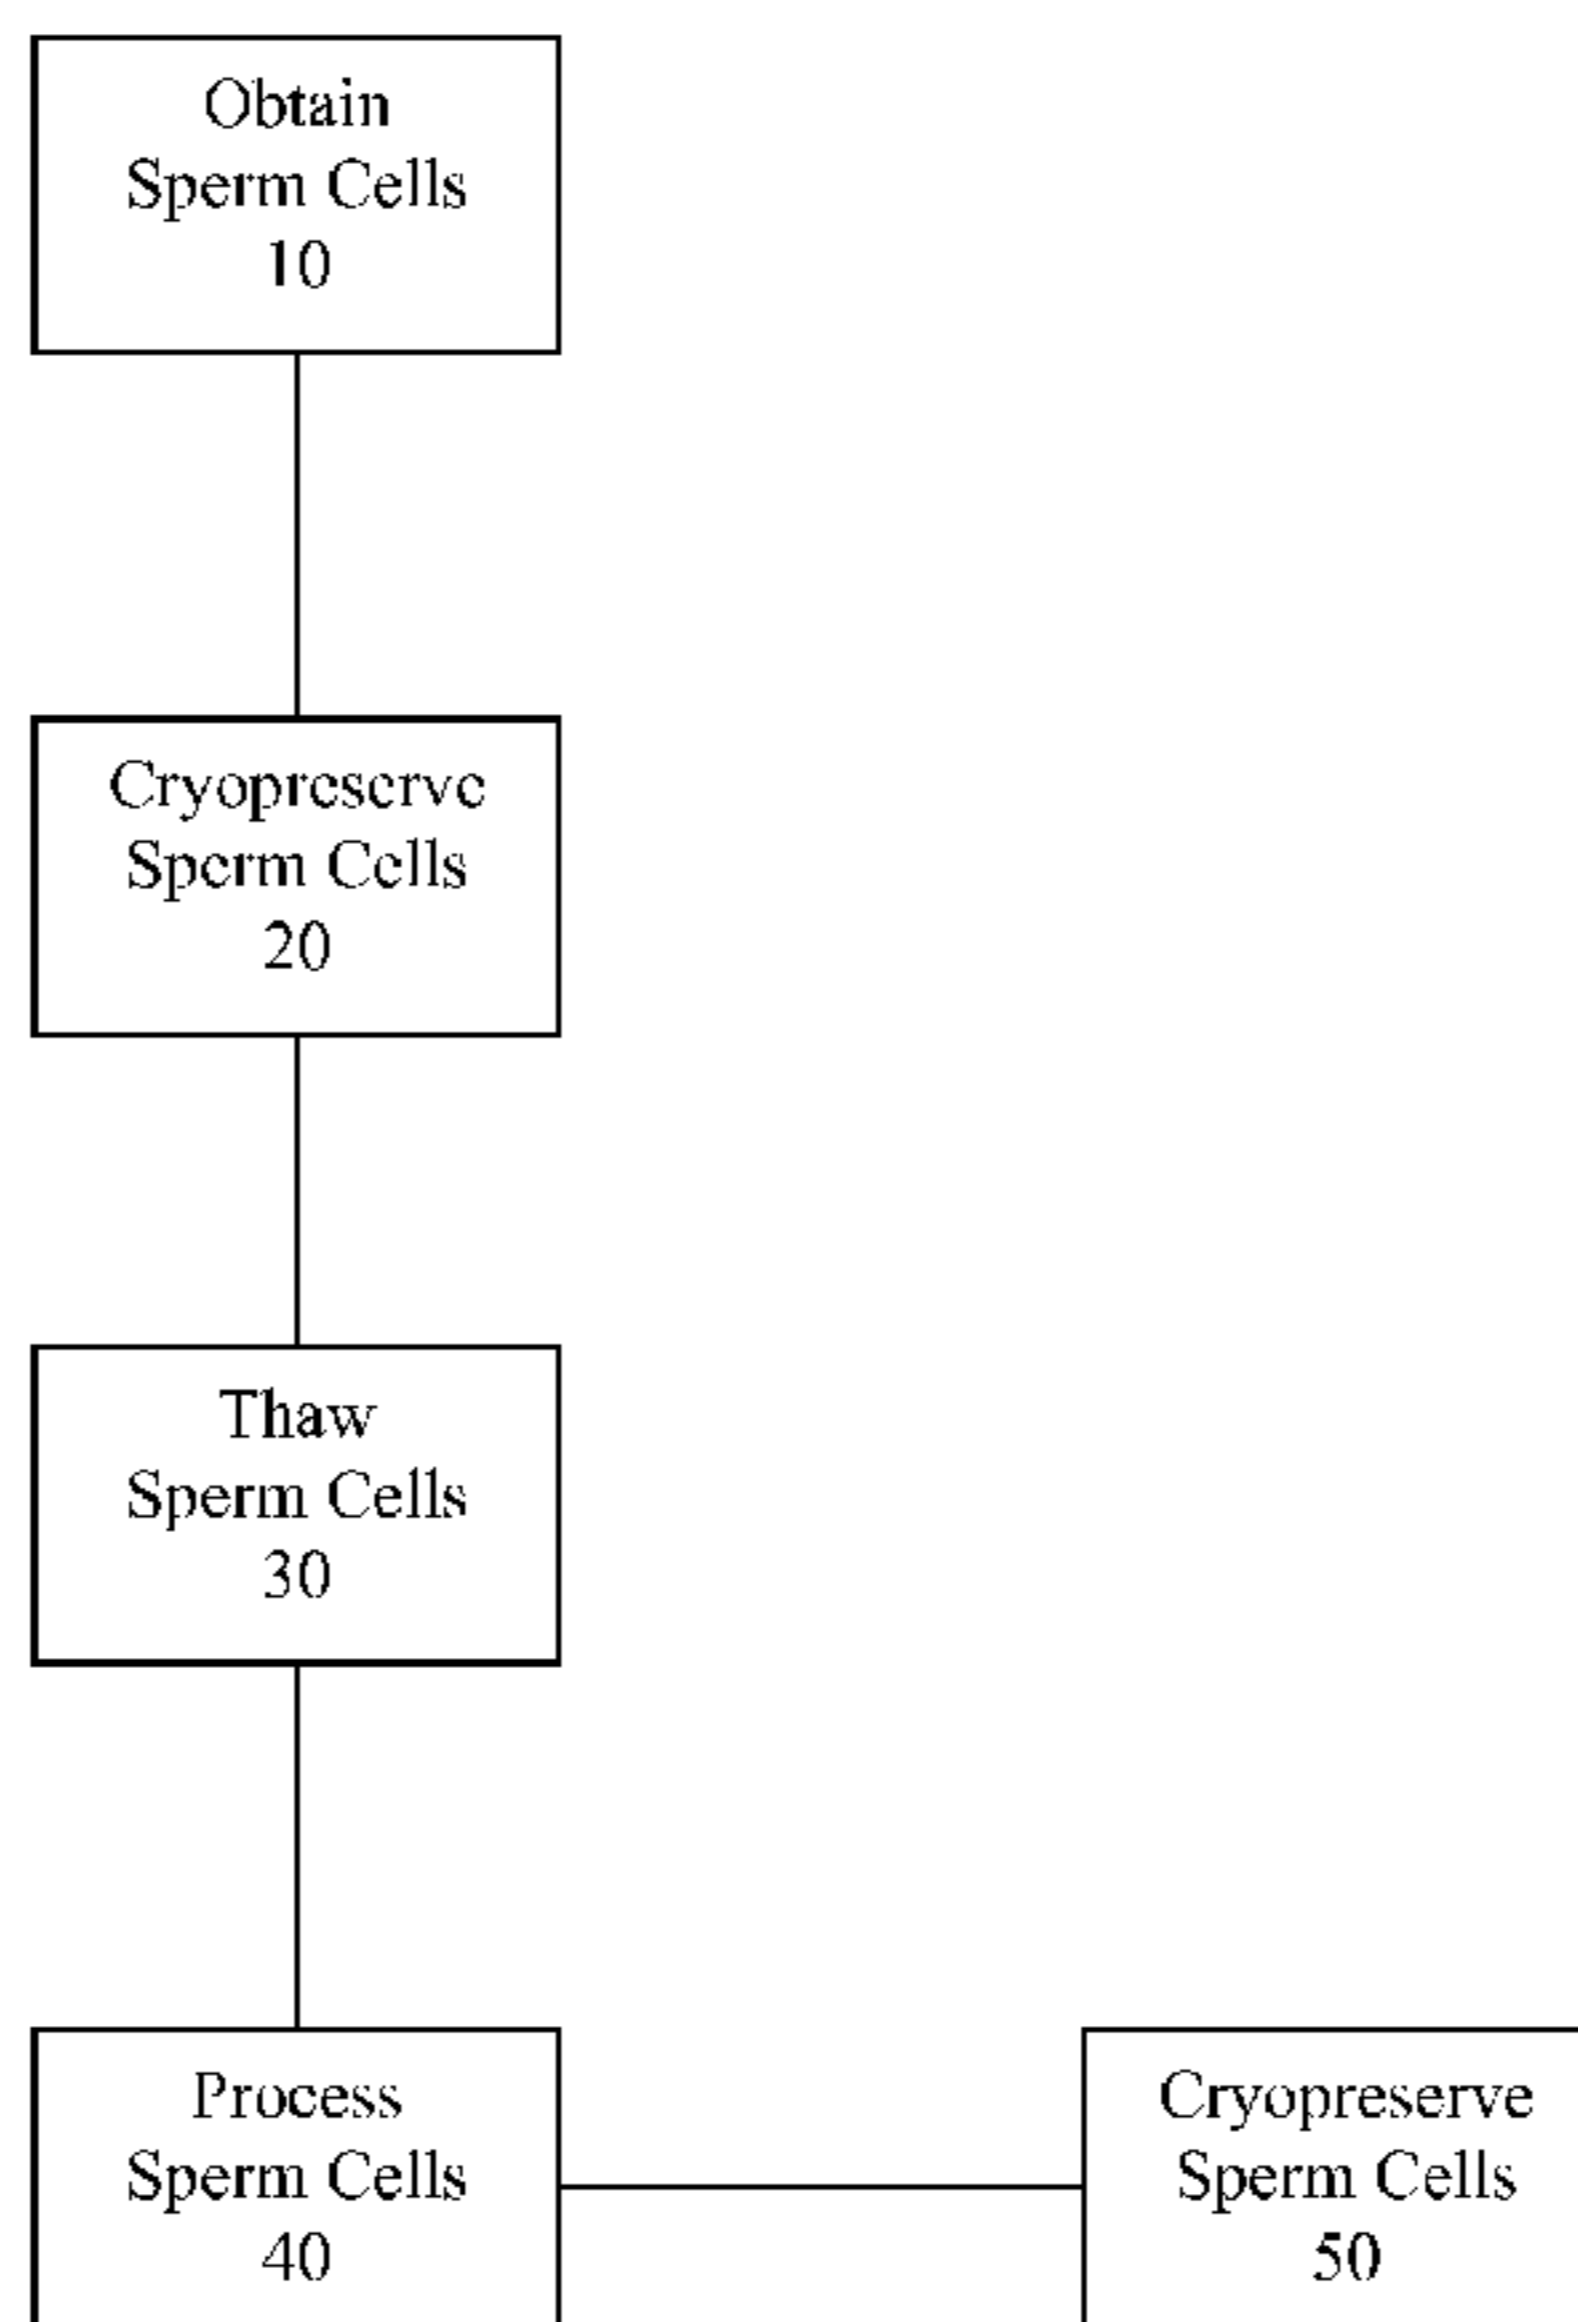 Obtain
Sperm Cells
10
Cryopreserve
Sperm Cells
20
Thaw
Sperm Cells
30
Process
Sperm Cells
40
Cryopreserve
Sperm Cells
50